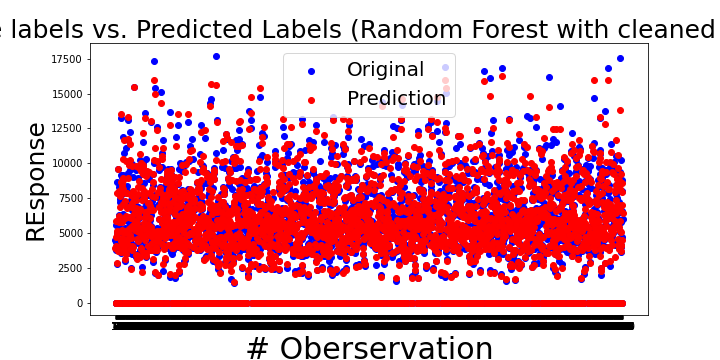 e labels vs. Predicted Labels (Random Forest with cleaned
17500
15000
12500
10000
7500
5000
2500
0
REsponse
Original
Prediction
# Oberservation